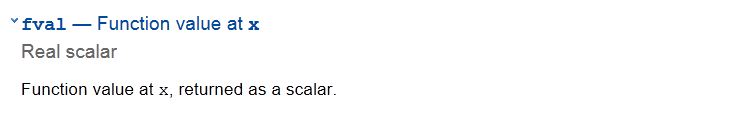 fval — Function value at x
Real scalar
Function value at x, returned as a scalar.